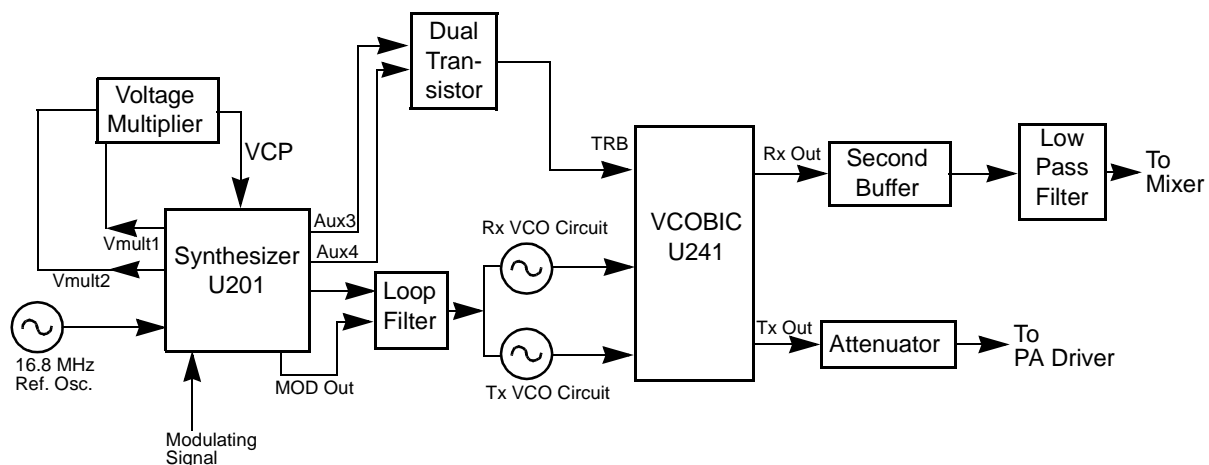 Dual
Tran-
sistor
Voltage
Multiplier
VCP
TRB
Rx Out
Second
Buffer
Low
Pass
Filter
To
Mixer
Aux3
Vmult1
Synthesizer
U201
Aux4
Rx VCO Circuit
VCOBIC
U241
Vmult2
Loop
Filter
16.8 MHz
Ref. Osc.
MOD Out
Tx VCO Circuit
Tx Out
Attenuator
To
PA Driver
Modulating
Signal